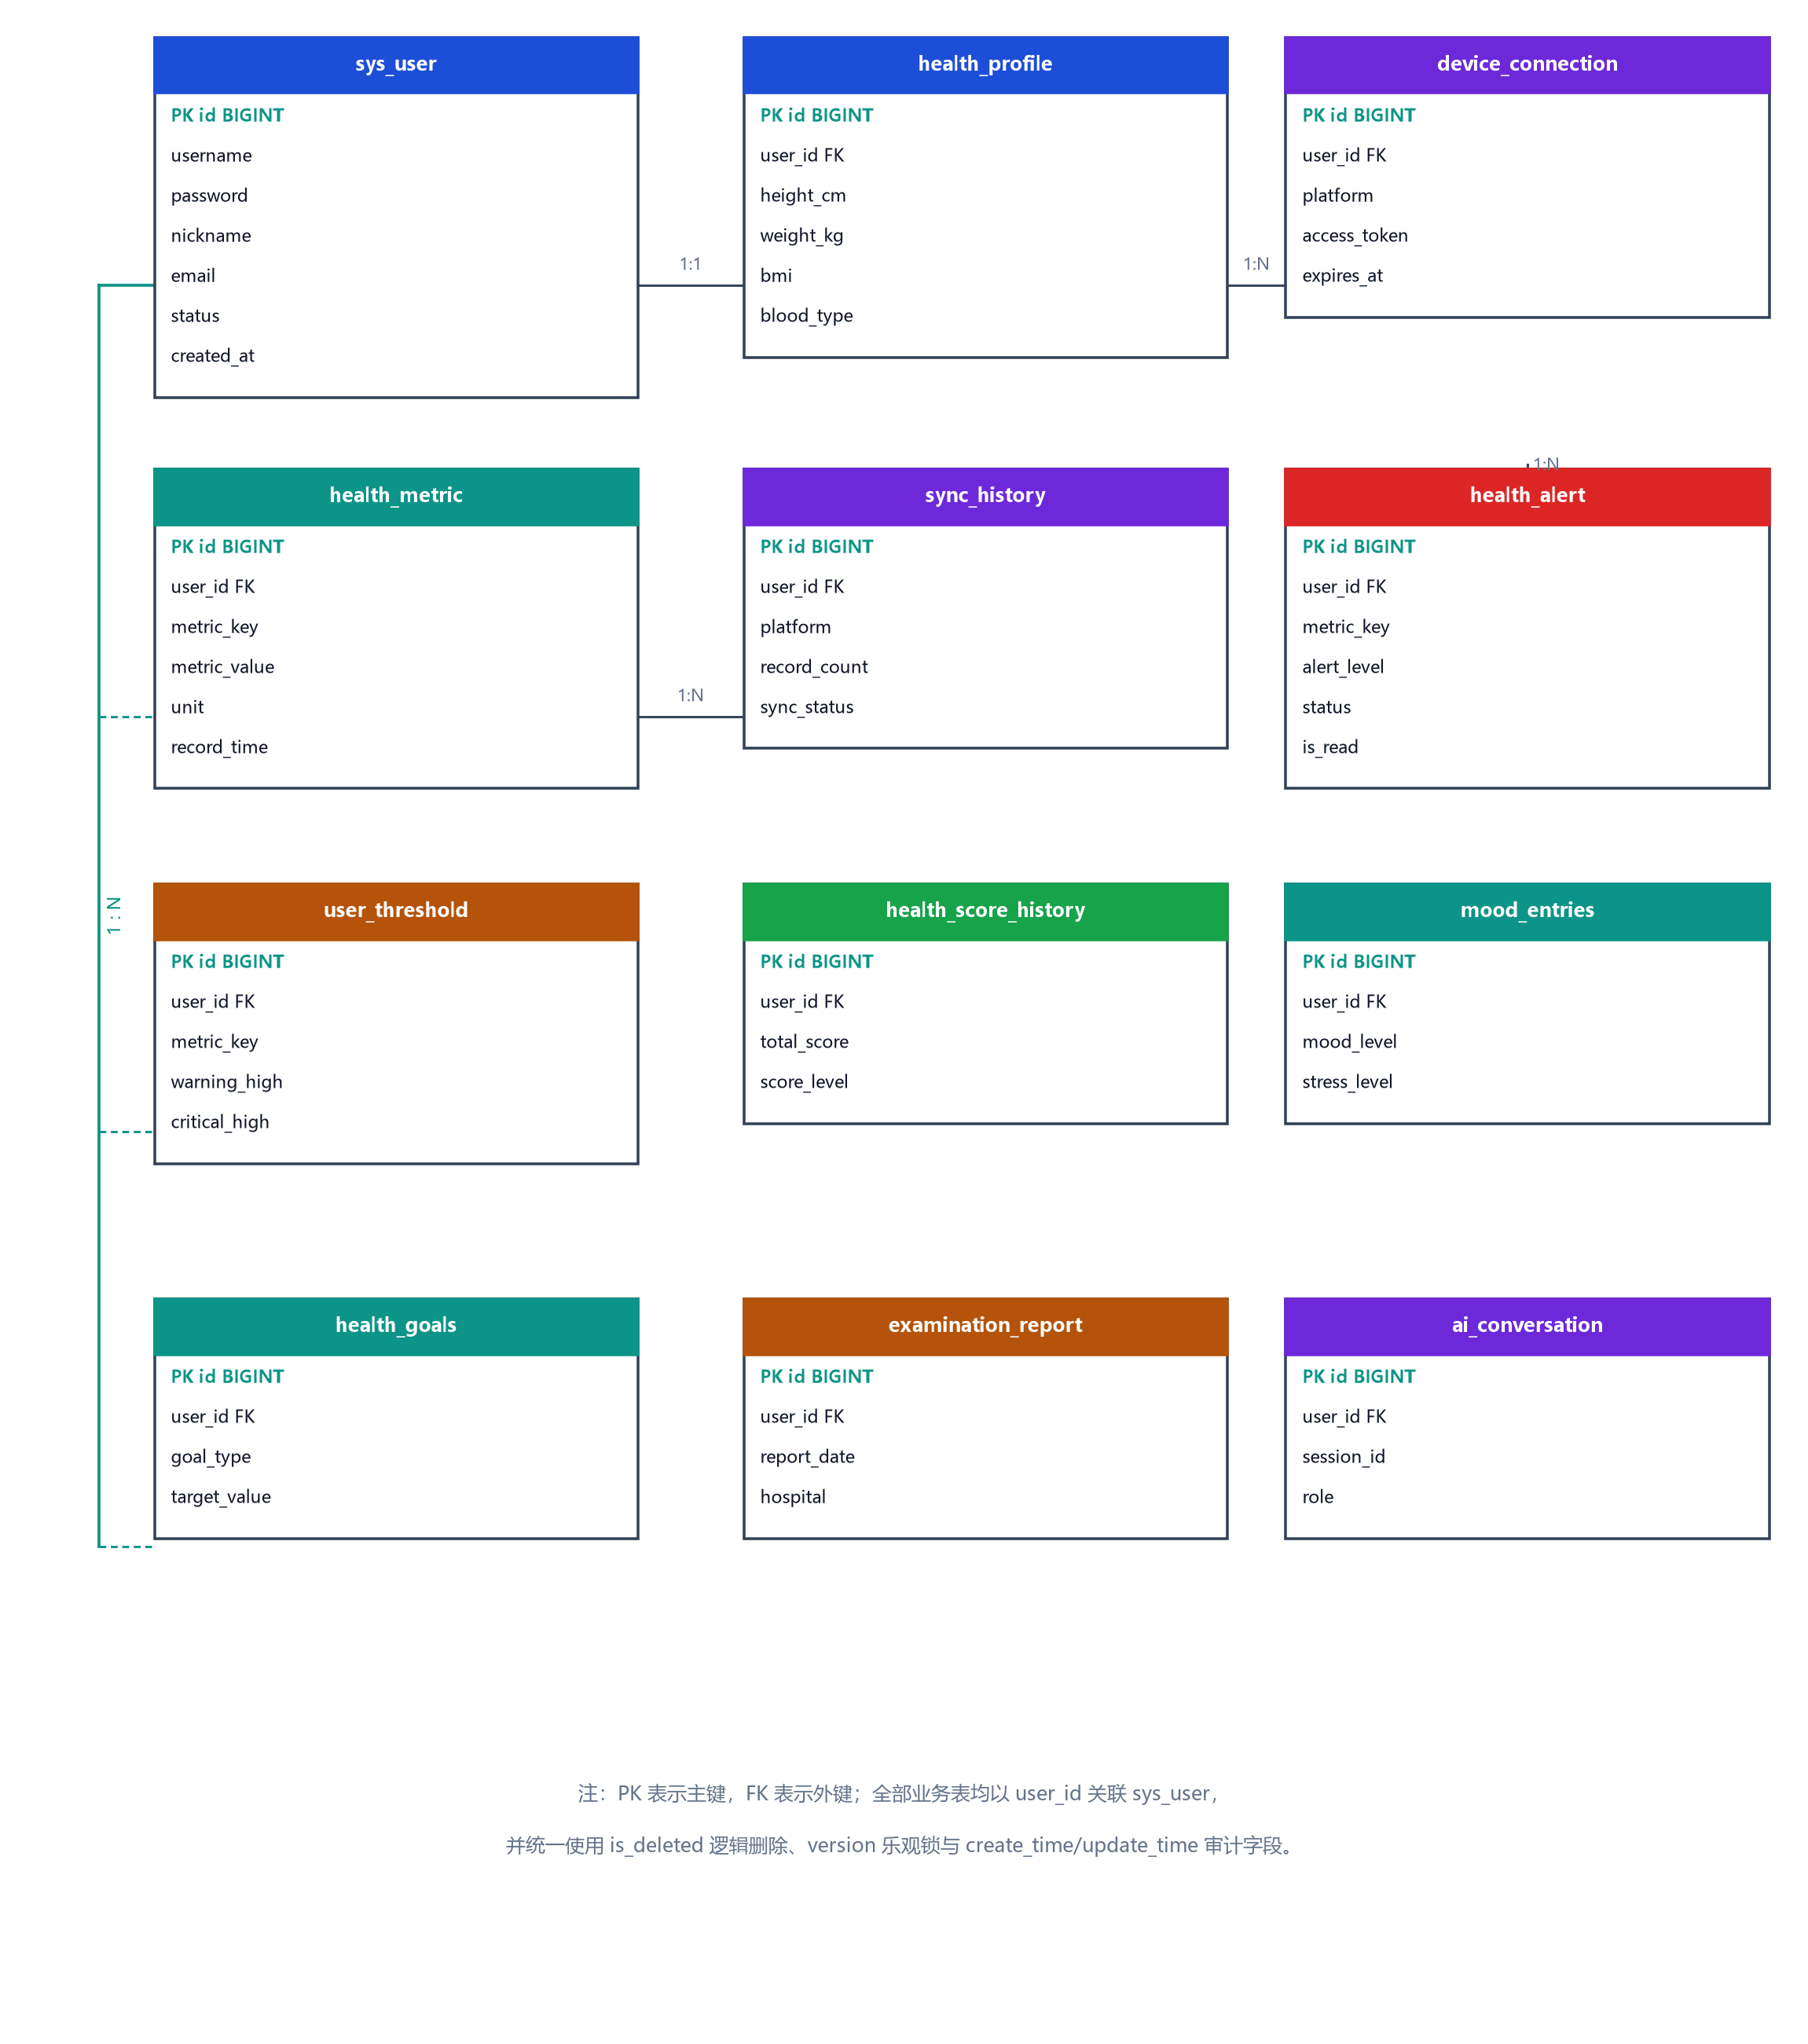 sys_user
PK id BIGINT
username
password
nickname
email
status
created_at
1:1
health_profile
PK id BIGINT
user_id FK
height_cm
weight_kg
bmi
blood_type
1:N
device_connection
PK id BIGINT
user_id FK
platform
access_token
expires_at
health_metric
PK id BIGINT
user_id FK
metric_key
metric_value
unit
record_time
1:N
sync_history
PK id BIGINT
user_id FK
platform
record_count
sync_status
1:N
health_alert
PK id BIGINT
user_id FK
metric_key
alert_level
status
is_read
1 : N
user_threshold
PK id BIGINT
user_id FK
metric_key
warning_high
critical_high
health_score_history
PK id BIGINT
user_id FK
total_score
score_level
mood_entries
PK id BIGINT
user_id FK
mood_level
stress_level
health_goals
PK id BIGINT
user_id FK
goal_type
target_value
examination_report
PK id BIGINT
user_id FK
report_date
hospital
ai_conversation
PK id BIGINT
user_id FK
session_id
role
注：PK 表示主键，FK 表示外键；全部业务表均以 user_id 关联 sys_user，
并统一使用 is_deleted 逻辑删除、version 乐观锁与 create_time/update_time 审计字段。